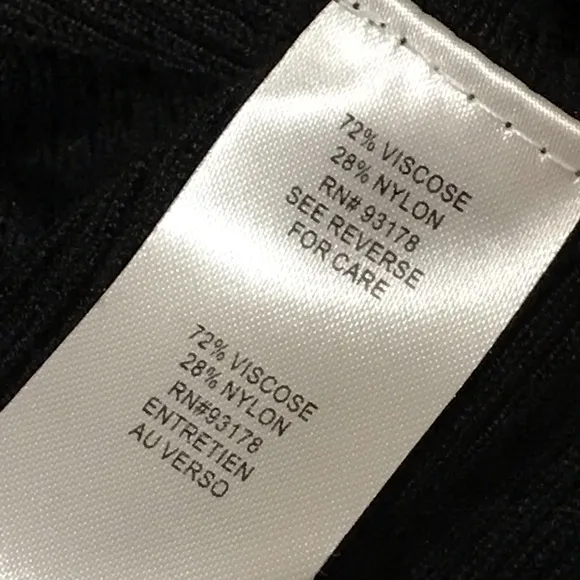 72% VISCOSE
28% NYLON
RN# 93178
SEE REVERSE
FOR CARE
72% VISCOSE
28% NYLON
RN#93178
ENTRETIEN
AU VERSO